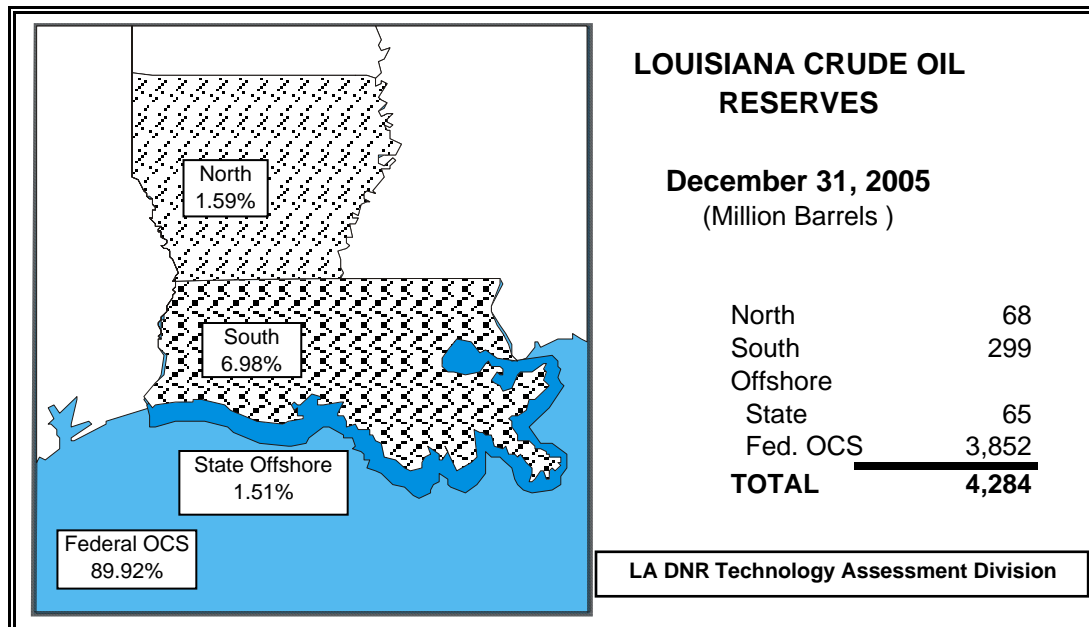 LOUISIANA CRUDE OIL
RESERVES
December 31, 2005
(Million Barrels )
North 68
South 299
Offshore
State 65
Fed. OCS 3,852
TOTAL 4,284
LA DNR Technology Assessment Division
North
1.59%
South
6.98%
State Offshore
1.51%
Federal OCS
89.92%